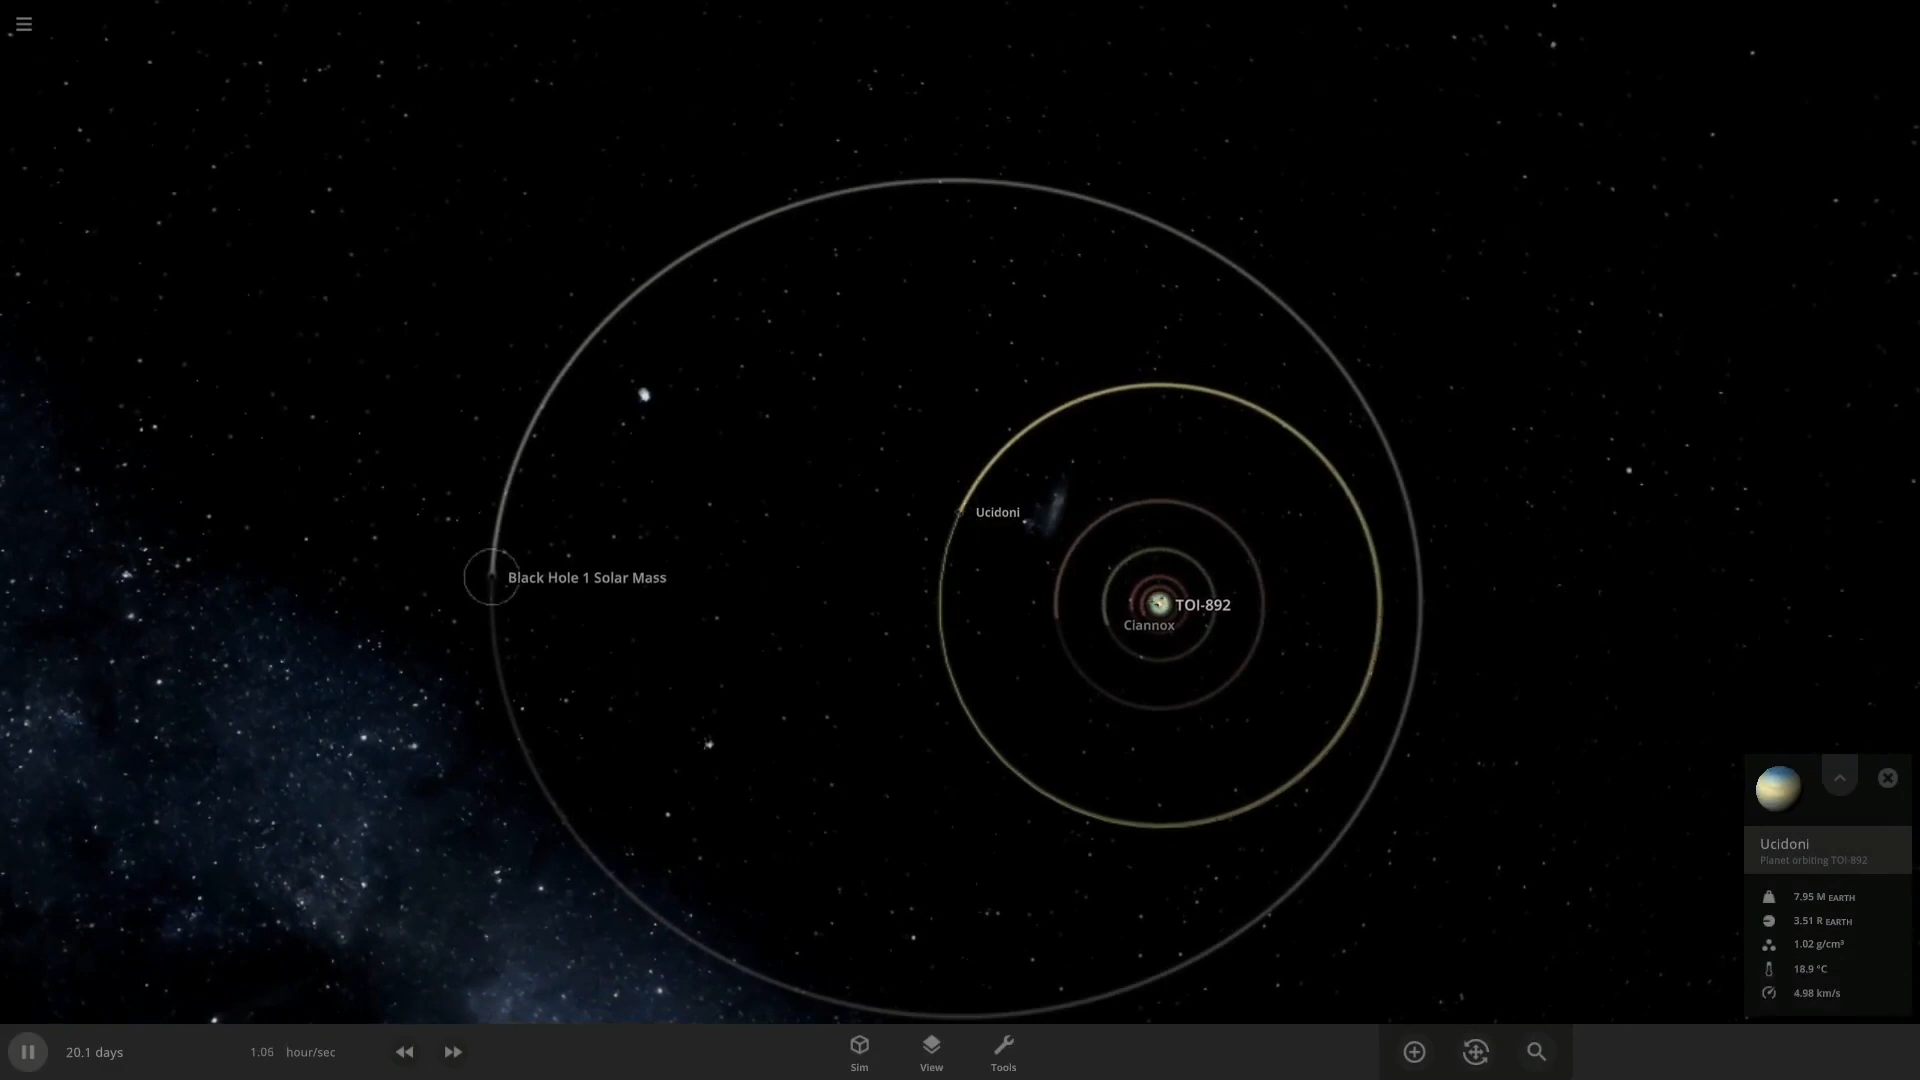 Ucidoni
Black Hole 1 Solar Mass
TOI-892
Ciannox
Ucidoni
Planet orbiting TOI-892
7.95 M EARTH
3.51 R EARTH
1.02 g/cm³
18.9 °C
4.98 km/s
20.1 days
1.06 hour/sec
Sim
View
Tools